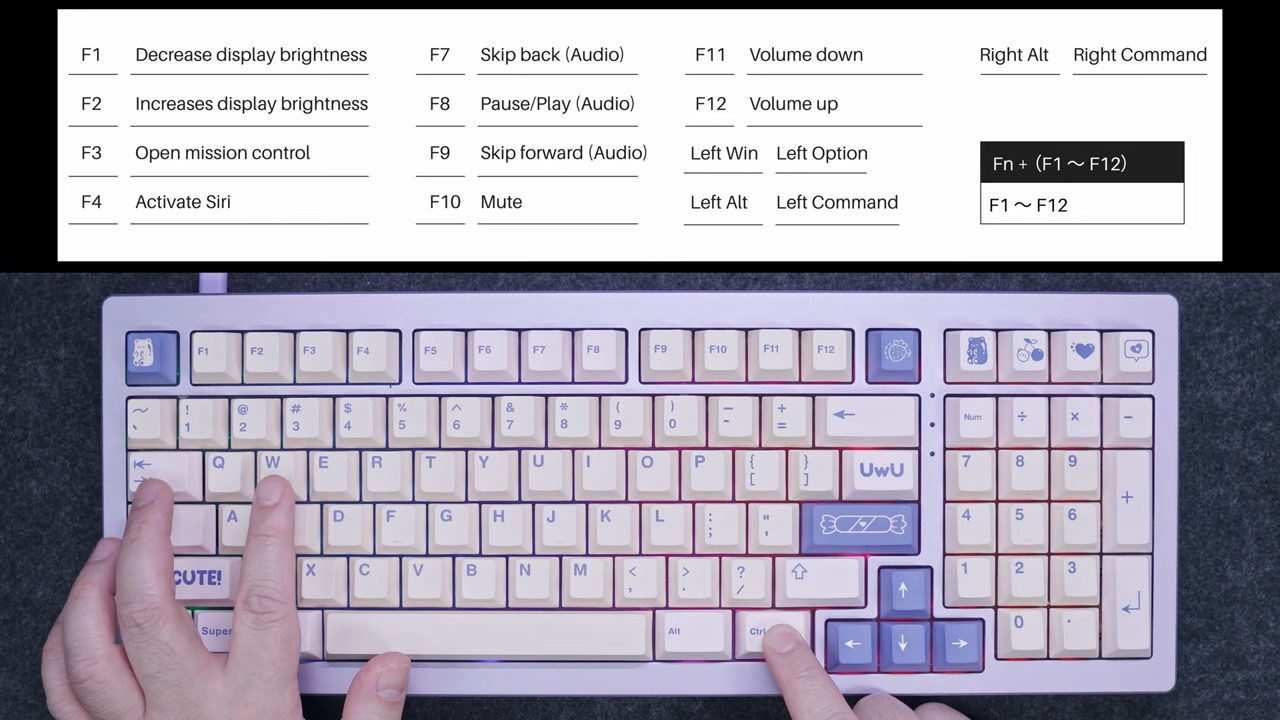 F1 Decrease display brightness F7 Skip back (Audio) F11 Volume down Right Alt Right Command
F2 Increases display brightness F8 Pause/Play (Audio) F12 Volume up
F3 Open mission control F9 Skip forward (Audio) Left Win Left Option Fn + (F1 ～ F12)
F4 Activate Siri F10 Mute Left Alt Left Command F1 ～ F12
F1 F2 F3 F4 F5 F6 F7 F8 F9 F10 F11 F12
~ ! @ # $ % ^ & * ( ) – +
` 1 2 3 4 5 6 7 8 9 0 - = ← Num ÷ × −
Q W E R T Y U I O P { } UwU 7 8 9
[ ] +
A D F G H J K L : " 4 5 6
; '
CUTE! X C V B N M < > ? 1 2 3
, . / ↑
Super Alt Ctrl ← ↓ → 0 .